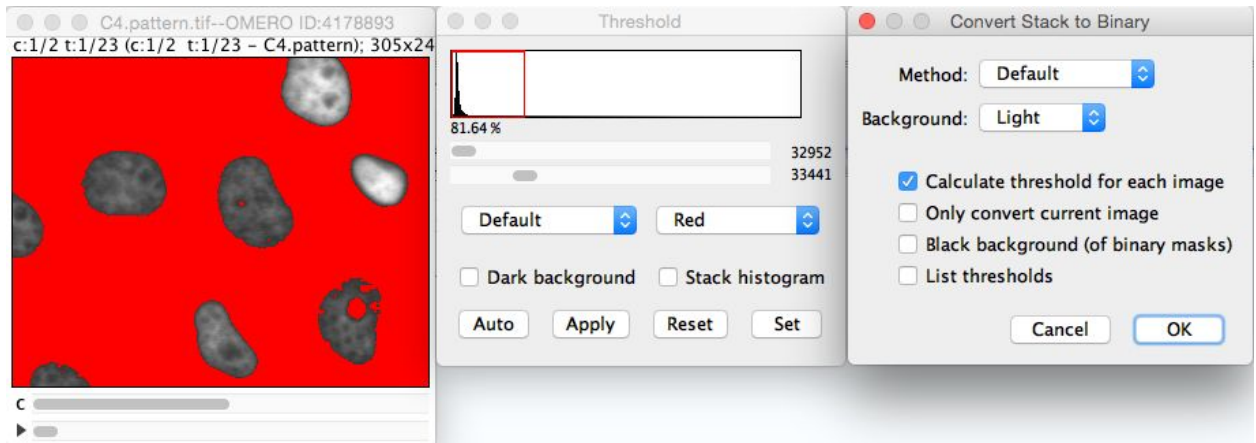 C4.pattern.tif--OMERO ID:4178893
c:1/2 t:1/23 (c:1/2 t:1/23 - C4.pattern); 305x24
C
Threshold
81.64 %
32952
33441
Default
Red
Dark background
Stack histogram
Auto
Apply
Reset
Set
Convert Stack to Binary
Method: Default
Background: Light
Calculate threshold for each image
Only convert current image
Black background (of binary masks)
List thresholds
Cancel
OK